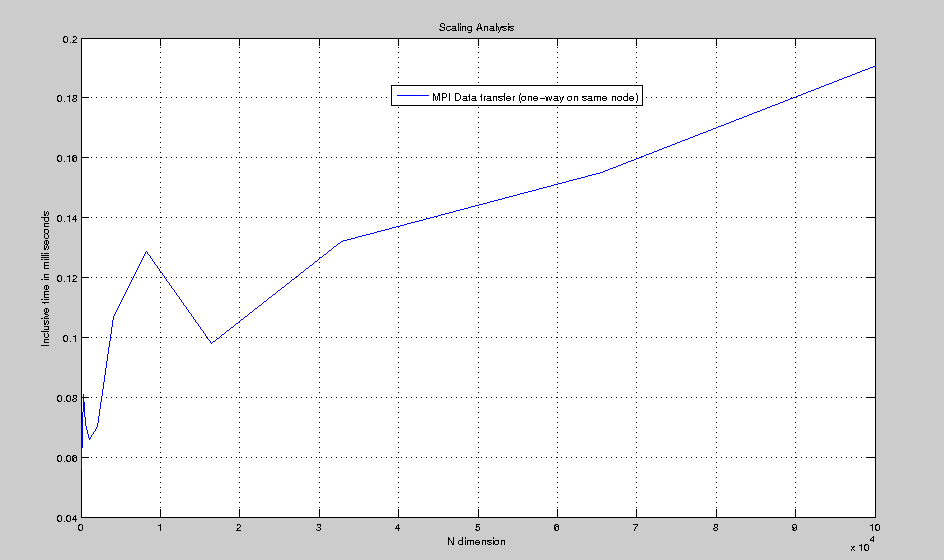 Scaling Analysis
0.2
0.18
0.16
0.14
0.12
0.1
0.08
0.06
0.04
MPI Data transfer (one-way on same node)
Inclusive time in milli seconds
0 1 2 3 4 5 6 7 8 9 10
N dimension
x 10^4